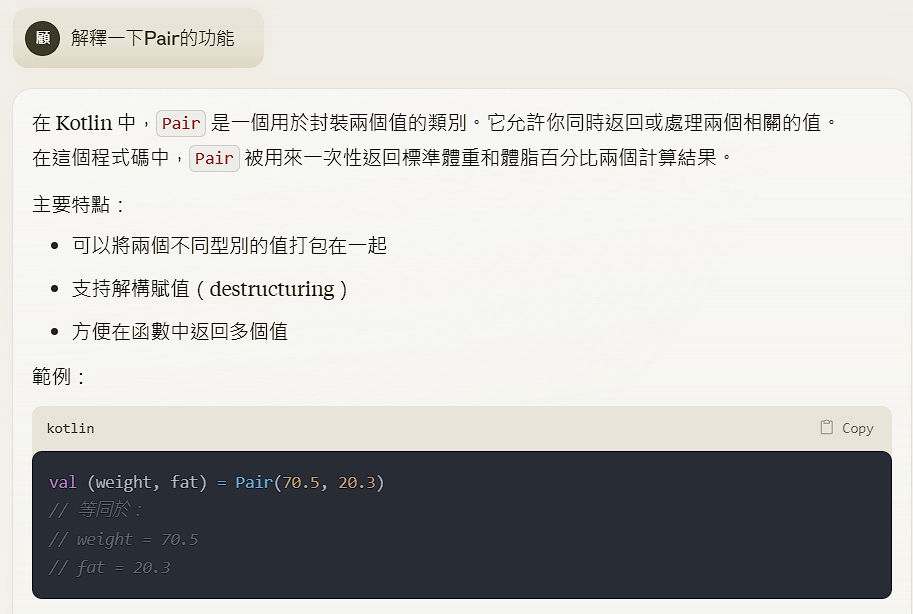 顧 解釋一下Pair的功能
在 Kotlin 中，Pair 是一個用於封裝兩個值的類別。它允許你同時返回或處理兩個相關的值。
在這個程式碼中，Pair 被用來一次性返回標準體重和體脂百分比兩個計算結果。
主要特點：
• 可以將兩個不同型別的值打包在一起
• 支持解構賦值（destructuring）
• 方便在函數中返回多個值
範例：
kotlin Copy
val (weight, fat) = Pair(70.5, 20.3)
// 等同於：
// weight = 70.5
// fat = 20.3